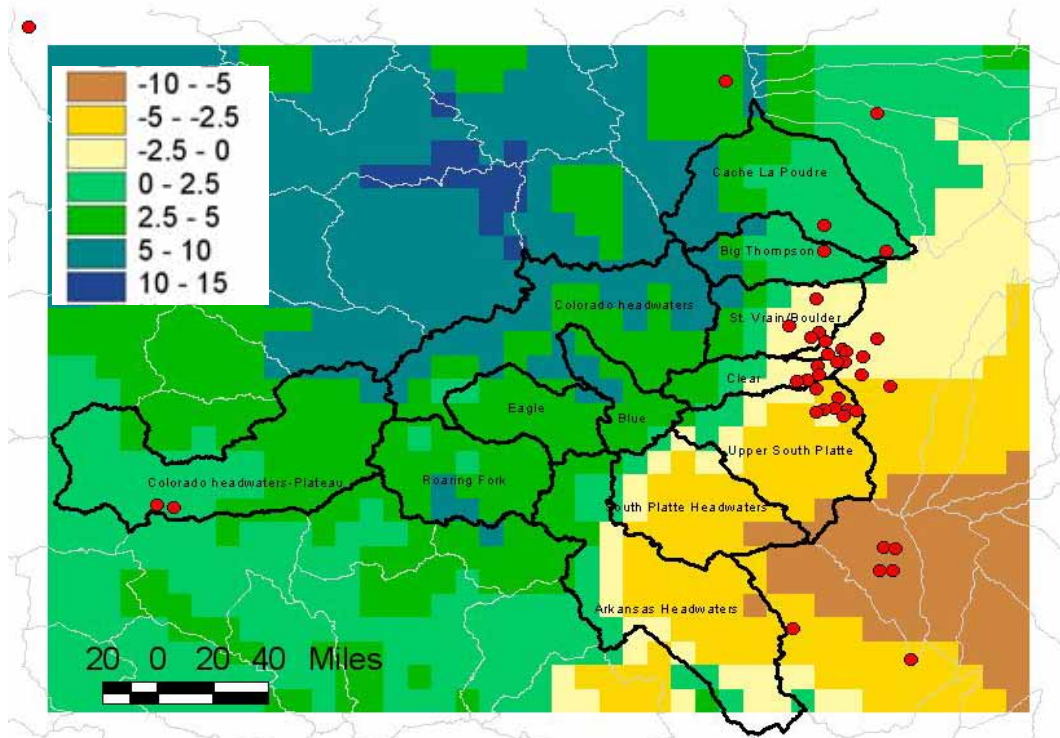 -10 - -5
-5 - -2.5
-2.5 - 0
0 - 2.5
2.5 - 5
5 - 10
10 - 15
Cache La Poudre
Big Thompson
Colorado headwaters
St. Vrain/Boulder
Clear
Eagle
Blue
Upper South Platte
Colorado headwaters-Plateau
Roaring Fork
South Platte Headwaters
Arkansas Headwaters
20 0 20 40 Miles